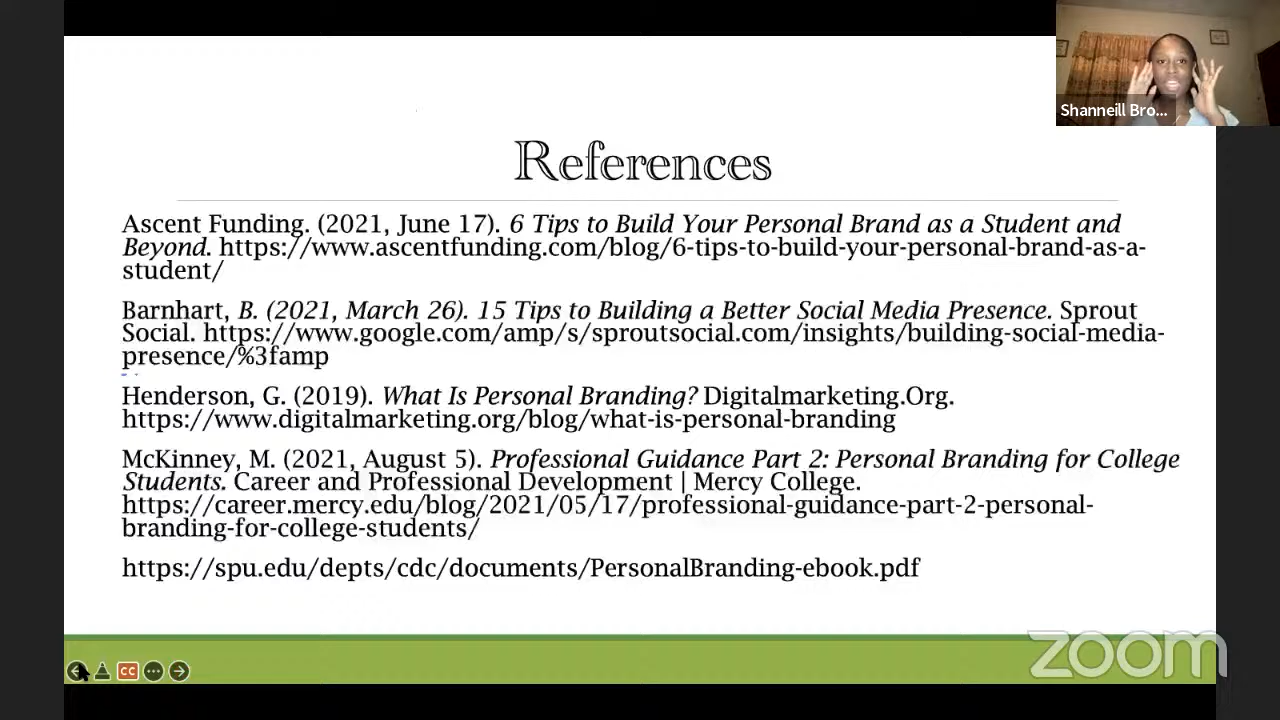 Shanneill Bro...
References
Ascent Funding. (2021, June 17). 6 Tips to Build Your Personal Brand as a Student and
Beyond. https://www.ascentfunding.com/blog/6-tips-to-build-your-personal-brand-as-a-
student/
Barnhart, B. (2021, March 26). 15 Tips to Building a Better Social Media Presence. Sprout
Social. https://www.google.com/amp/s/sproutsocial.com/insights/building-social-media-
presence/%3famp
Henderson, G. (2019). What Is Personal Branding? Digitalmarketing.Org.
https://www.digitalmarketing.org/blog/what-is-personal-branding
McKinney, M. (2021, August 5). Professional Guidance Part 2: Personal Branding for College
Students. Career and Professional Development | Mercy College.
https://career.mercy.edu/blog/2021/05/17/professional-guidance-part-2-personal-
branding-for-college-students/
https://spu.edu/depts/cdc/documents/PersonalBranding-ebook.pdf
CC
zoom